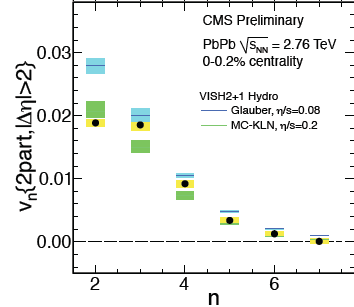 CMS Preliminary
PbPb √sNN = 2.76 TeV
0-0.2% centrality
VISH2+1 Hydro
Glauber, η/s=0.08
MC-KLN, η/s=0.2
vn{2part,|Δη|>2}
0.03
0.02
0.01
0.00
2 4 6
n